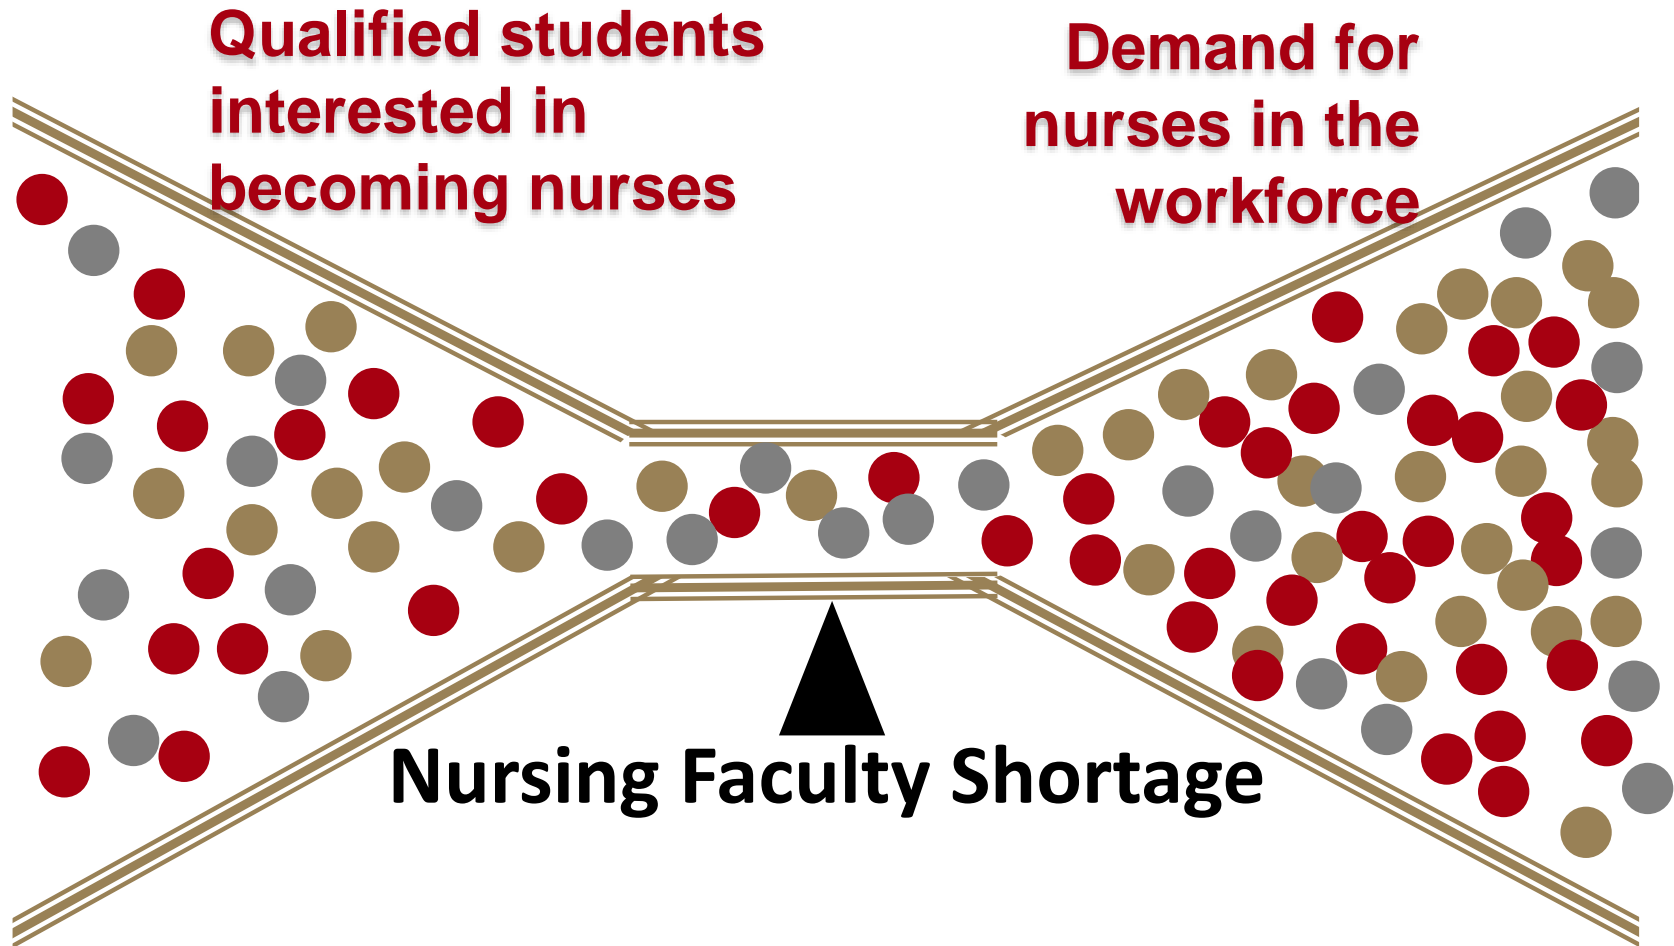 Qualified students
interested in
becoming nurses
Demand for
nurses in the
workforce
Nursing Faculty Shortage